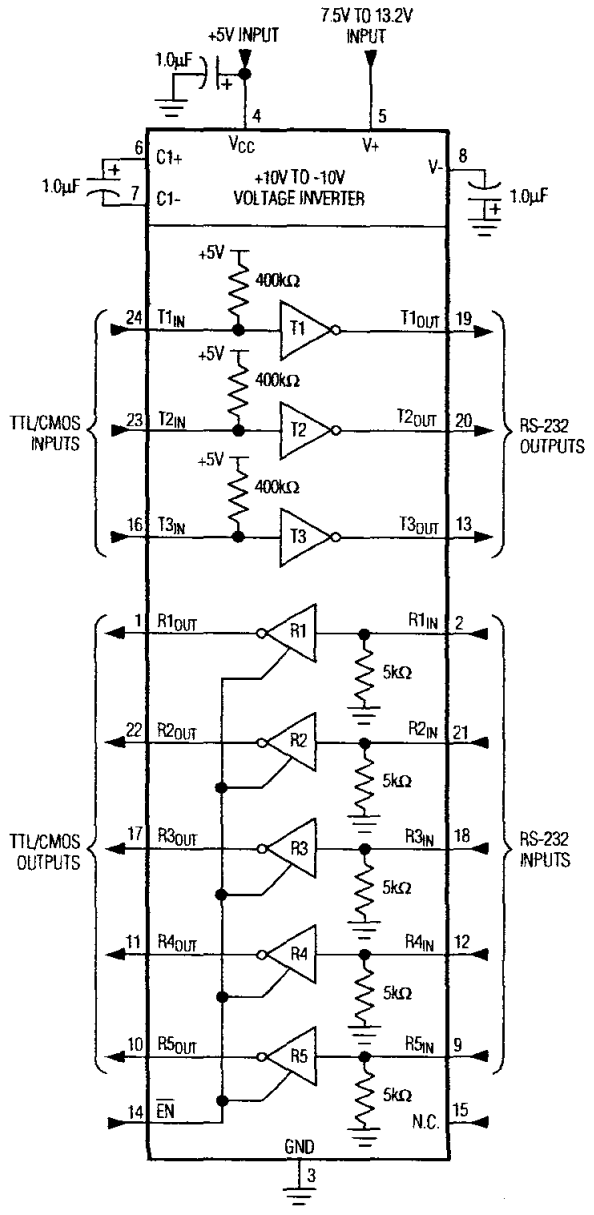 7.5V TO 13.2V
INPUT
+5V INPUT
1.0µF
+
4
5
6
C1+
VCC
V+
V-
8
+
1.0µF
+10V TO -10V
VOLTAGE INVERTER
1.0µF
7
C1-
+
+5V
400kΩ
24
T1IN
T1
T1OUT
19
+5V
400kΩ
TTL/CMOS
INPUTS
23
T2IN
T2
T2OUT
20
RS-232
OUTPUTS
+5V
400kΩ
16
T3IN
T3
T3OUT
13
1
R1OUT
R1
R1IN
2
5kΩ
22
R2OUT
R2
R2IN
21
5kΩ
TTL/CMOS
OUTPUTS
17
R3OUT
R3
R3IN
18
RS-232
INPUTS
5kΩ
11
R4OUT
R4
R4IN
12
5kΩ
10
R5OUT
R5
R5IN
9
5kΩ
14
EN
N.C.
15
GND
3